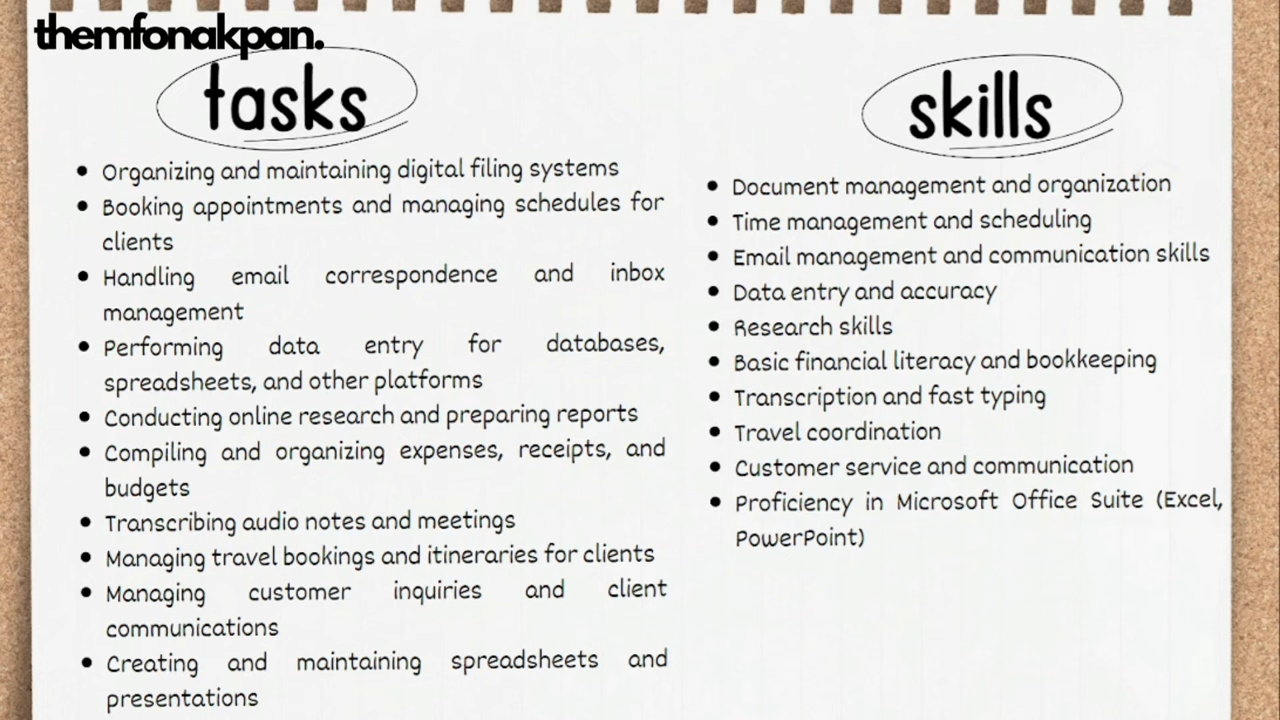 themfonakpan.
tasks
• Organizing and maintaining digital filing systems
• Booking appointments and managing schedules for
clients
• Handling email correspondence and inbox
management
• Performing data entry for databases,
spreadsheets, and other platforms
• Conducting online research and preparing reports
• Compiling and organizing expenses, receipts, and
budgets
• Transcribing audio notes and meetings
• Managing travel bookings and itineraries for clients
• Managing customer inquiries and client
communications
• Creating and maintaining spreadsheets and
presentations
skills
• Document management and organization
• Time management and scheduling
• Email management and communication skills
• Data entry and accuracy
• Research skills
• Basic financial literacy and bookkeeping
• Transcription and fast typing
• Travel coordination
• Customer service and communication
• Proficiency in Microsoft Office Suite (Excel,
PowerPoint)